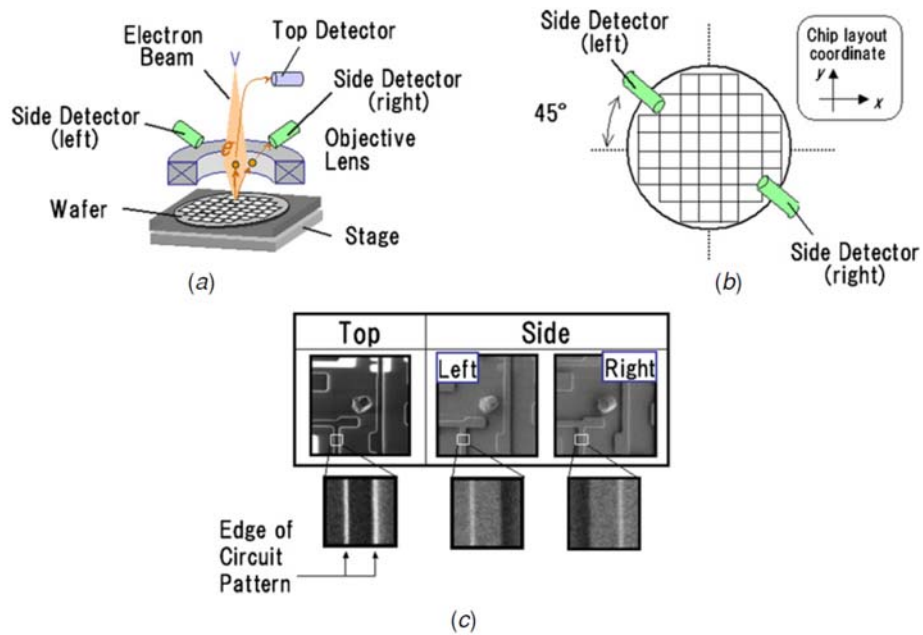 Electron
Beam
Top Detector
Side Detector
(right)
Side Detector
(left)
Objective
Lens
e
Wafer
Stage
(a)
Side Detector
(left)
45°
Chip layout
coordinate
y
x
Side Detector
(right)
(b)
Top
Side
Left
Right
Edge of
Circuit
Pattern
(c)